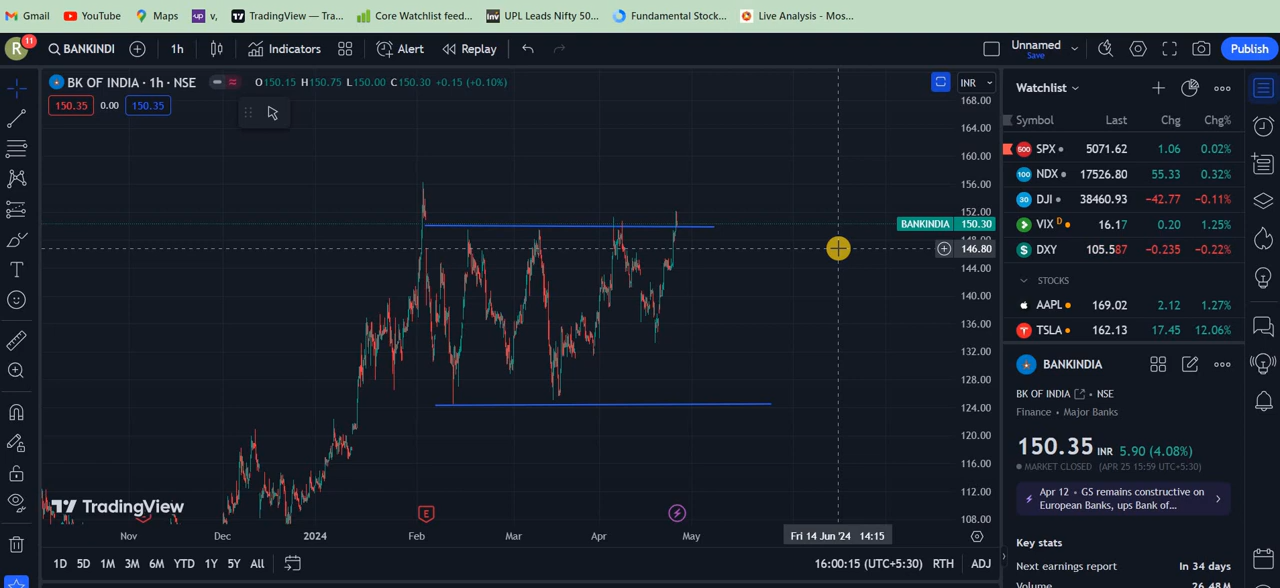 Gmail YouTube Maps v, TradingView — Tra... Core Watchlist feed... UPL Leads Nifty 50... Fundamental Stock... Live Analysis - Mos...
R 11 BANKINDI 1h Indicators Alert Replay Unnamed Save Publish
BK OF INDIA · 1h · NSE O150.15 H150.75 L150.00 C150.30 +0.15 (+0.10%) INR
150.35 0.00 150.35
168.00
164.00
160.00
156.00
152.00
BANKINDIA 150.30
146.80
144.00
140.00
136.00
132.00
128.00
124.00
120.00
116.00
112.00
108.00
TradingView
E
Nov Dec 2024 Feb Mar Apr May Fri 14 Jun '24 14:15
1D 5D 1M 3M 6M YTD 1Y 5Y All 16:00:15 (UTC+5:30) RTH ADJ
Watchlist
Symbol Last Chg Chg%
500 SPX 5071.62 1.06 0.02%
100 NDX 17526.80 55.33 0.32%
30 DJI 38460.93 -42.77 -0.11%
VIX D 16.17 0.20 1.25%
$ DXY 105.587 -0.235 -0.22%
STOCKS
AAPL 169.02 2.12 1.27%
TSLA 162.13 17.45 12.06%
BANKINDIA
BK OF INDIA • NSE
Finance • Major Banks
150.35 INR 5.90 (4.08%)
MARKET CLOSED (APR 25 15:59 UTC+5:30)
Apr 12 • GS remains constructive on
European Banks, ups Bank of...
Key stats
Next earnings report In 34 days
Volume 26.48 M